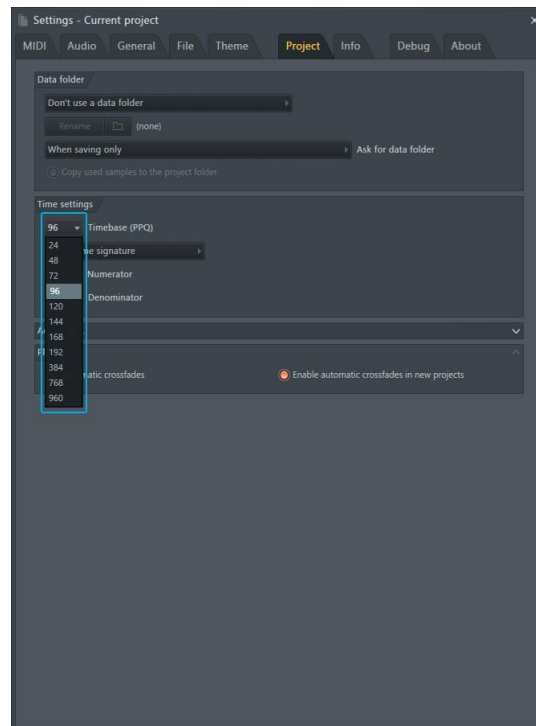 Settings - Current project
MIDI Audio General File Theme Project Info Debug About
Data folder
Don't use a data folder
Rename (none)
When saving only Ask for data folder
Copy used samples to the project folder
Time settings
96 Timebase (PPQ)
24
me signature
48
72 Numerator
96
Denominator
120
144
168
192
384
atic crossfades Enable automatic crossfades in new projects
768
960